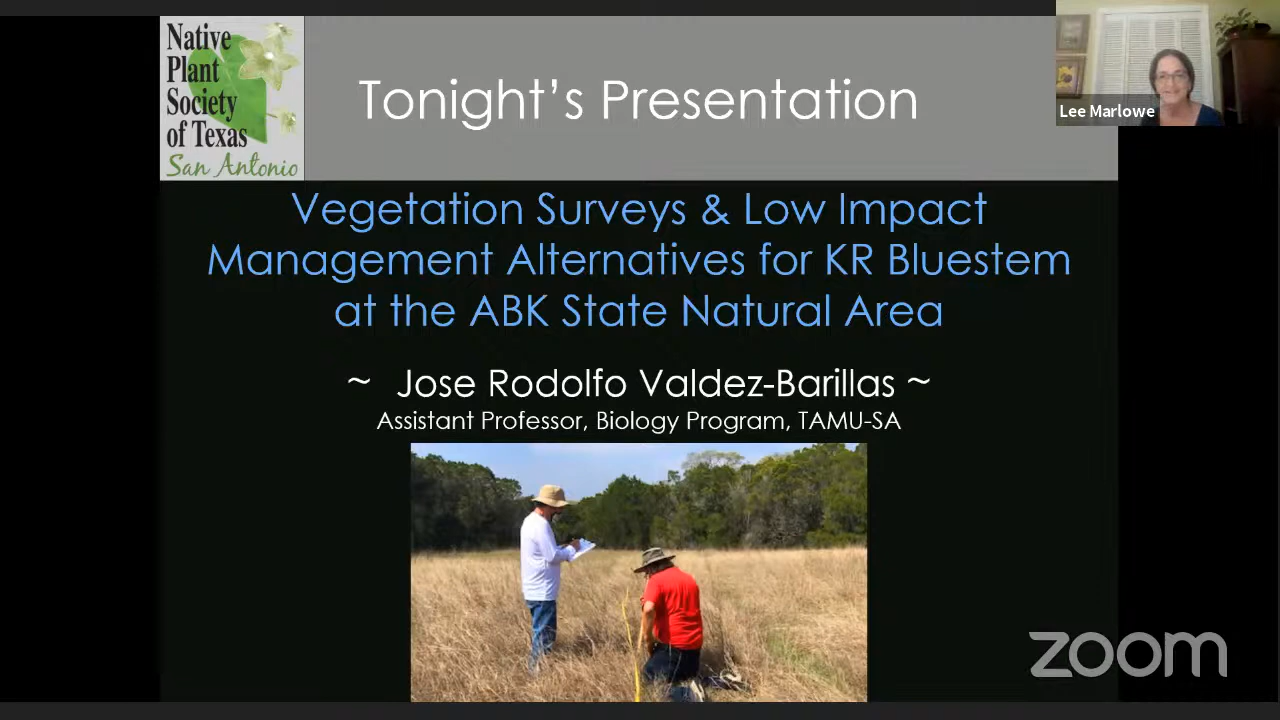 Native
Plant
Society
of Texas
San Antonio
Tonight's Presentation
Lee Marlowe
Vegetation Surveys & Low Impact
Management Alternatives for KR Bluestem
at the ABK State Natural Area
~ Jose Rodolfo Valdez-Barillas ~
Assistant Professor, Biology Program, TAMU-SA
zoom